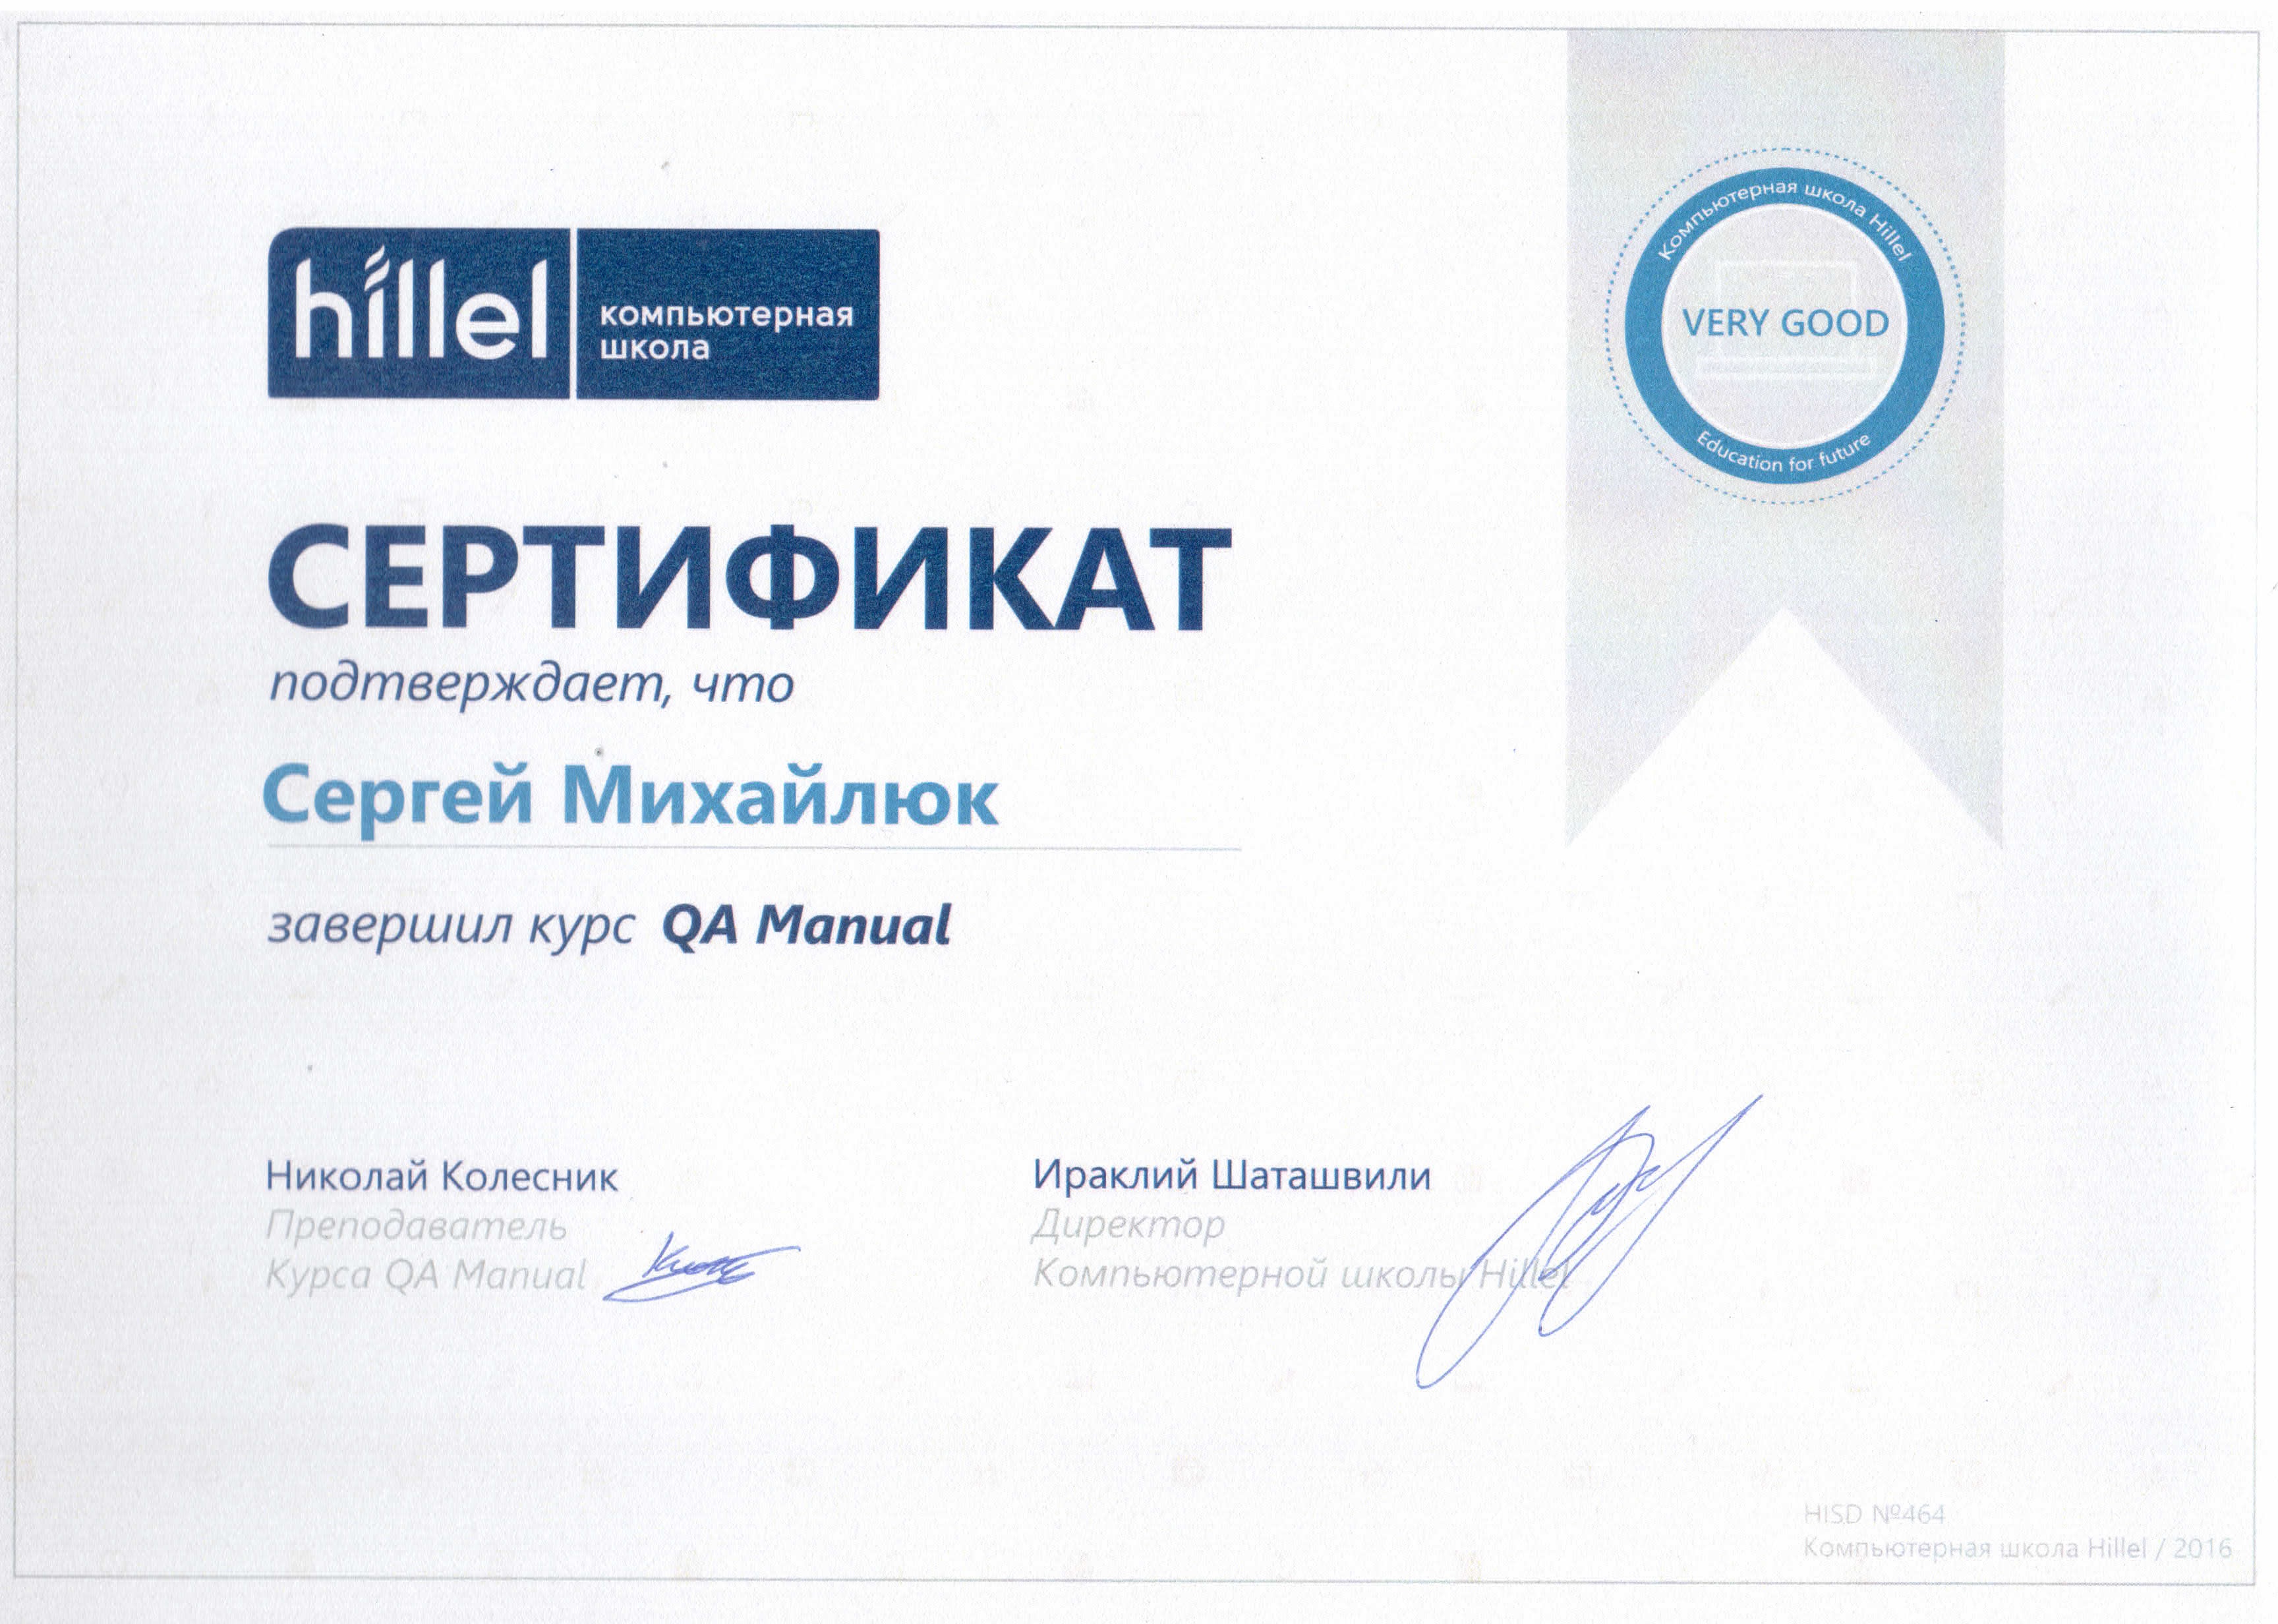 hillel
компьютерная
школа
Компьютерная школа Hillel
VERY GOOD
Education for future
СЕРТИФИКАТ
подтверждает, что
Сергей Михайлюк
завершил курс QA Manual
Николай Колесник
Преподаватель
Курса QA Manual
Ираклий Шаташвили
Директор
Компьютерной школы Hillel
HISD №464
Компьютерная школа Hillel / 2016